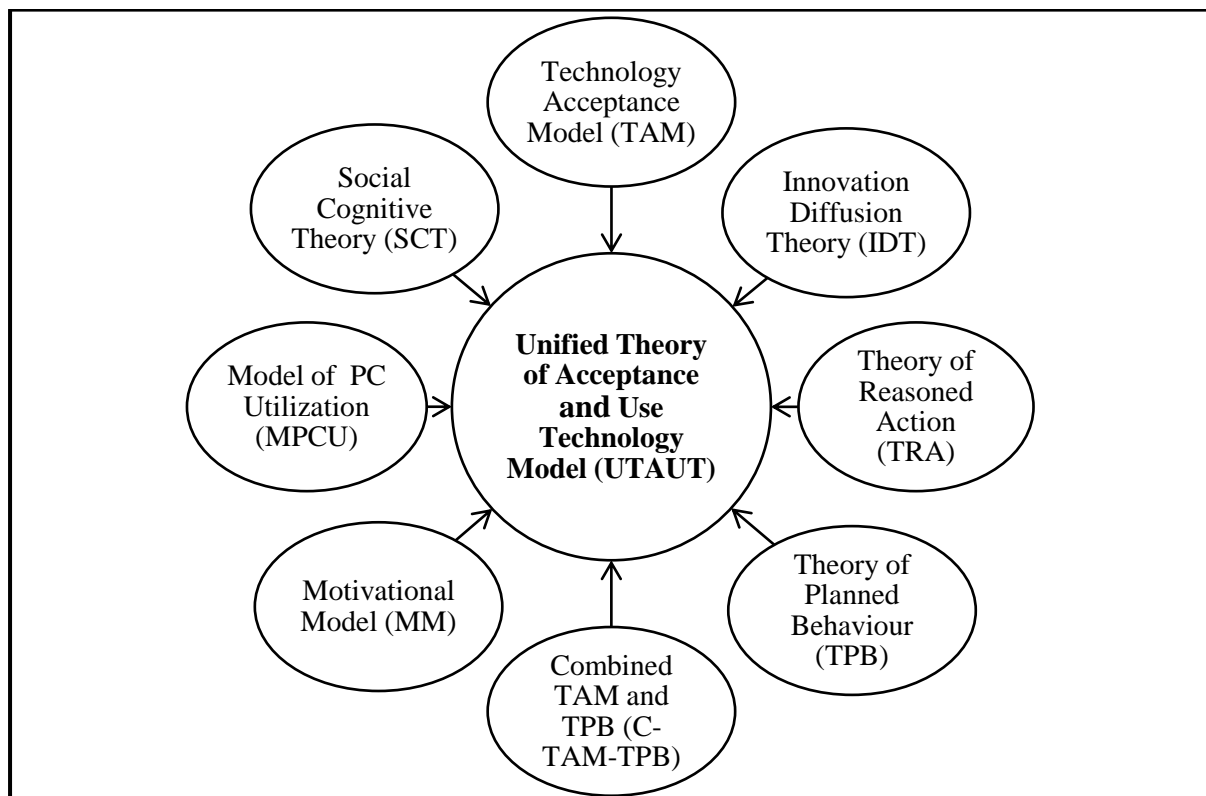 Technology
Acceptance
Model (TAM)
Social
Cognitive
Theory (SCT)
Innovation
Diffusion
Theory (IDT)
Unified Theory
of Acceptance
and Use
Technology
Model (UTAUT)
Model of PC
Utilization
(MPCU)
Theory of
Reasoned
Action
(TRA)
Motivational
Model (MM)
Theory of
Planned
Behaviour
(TPB)
Combined
TAM and
TPB (C-
TAM-TPB)